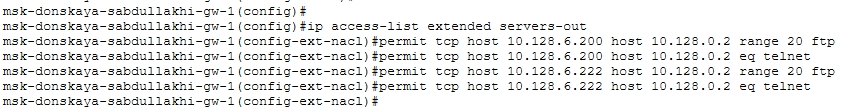 msk-donskaya-sabdullakhi-gw-1(config)#
msk-donskaya-sabdullakhi-gw-1(config)#ip access-list extended servers-out
msk-donskaya-sabdullakhi-gw-1(config-ext-nacl)#permit tcp host 10.128.6.200 host 10.128.0.2 range 20 ftp
msk-donskaya-sabdullakhi-gw-1(config-ext-nacl)#permit tcp host 10.128.6.200 host 10.128.0.2 eq telnet
msk-donskaya-sabdullakhi-gw-1(config-ext-nacl)#permit tcp host 10.128.6.222 host 10.128.0.2 range 20 ftp
msk-donskaya-sabdullakhi-gw-1(config-ext-nacl)#permit tcp host 10.128.6.222 host 10.128.0.2 eq telnet
msk-donskaya-sabdullakhi-gw-1(config-ext-nacl)#